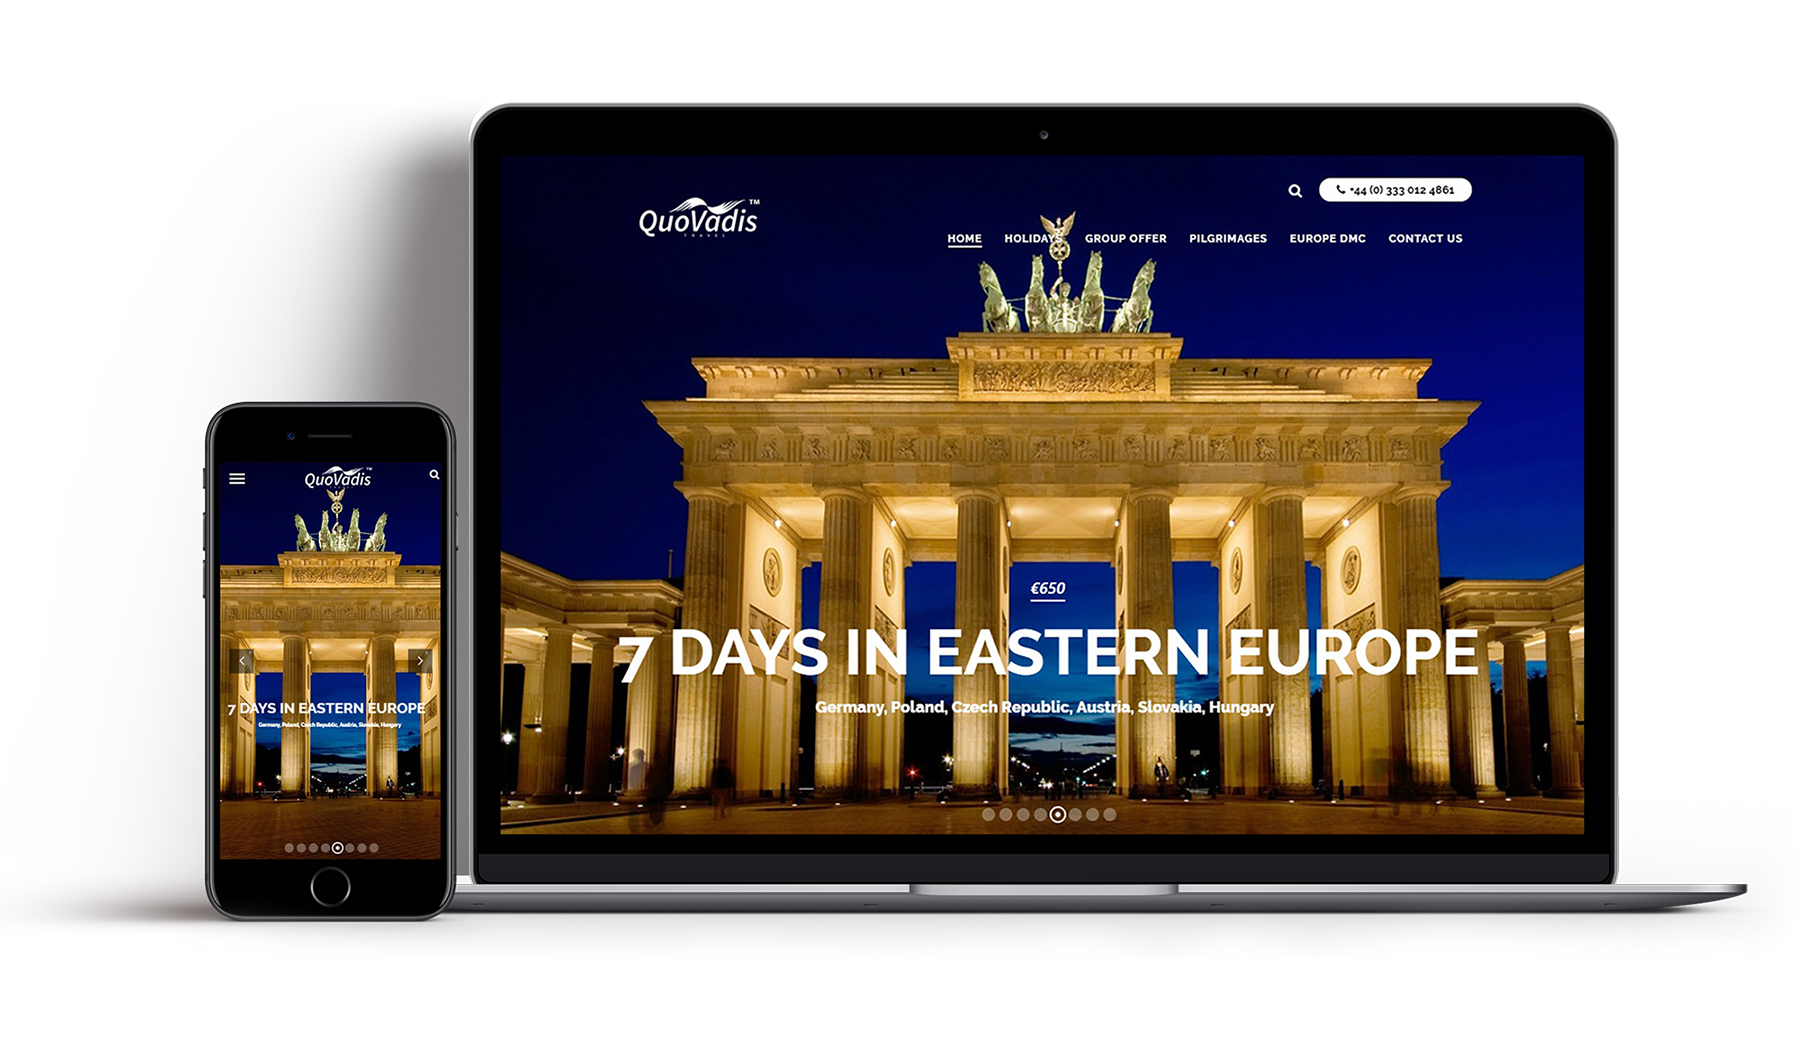 +44 (0) 333 012 4861
QuoVadis™
TRAVEL
HOME HOLIDAYS GROUP OFFER PILGRIMAGES EUROPE DMC CONTACT US
€650
7 DAYS IN EASTERN EUROPE
Germany, Poland, Czech Republic, Austria, Slovakia, Hungary
QuoVadis™
7 DAYS IN EASTERN EUROPE
Germany, Poland, Czech Republic, Austria, Slovakia, Hungary